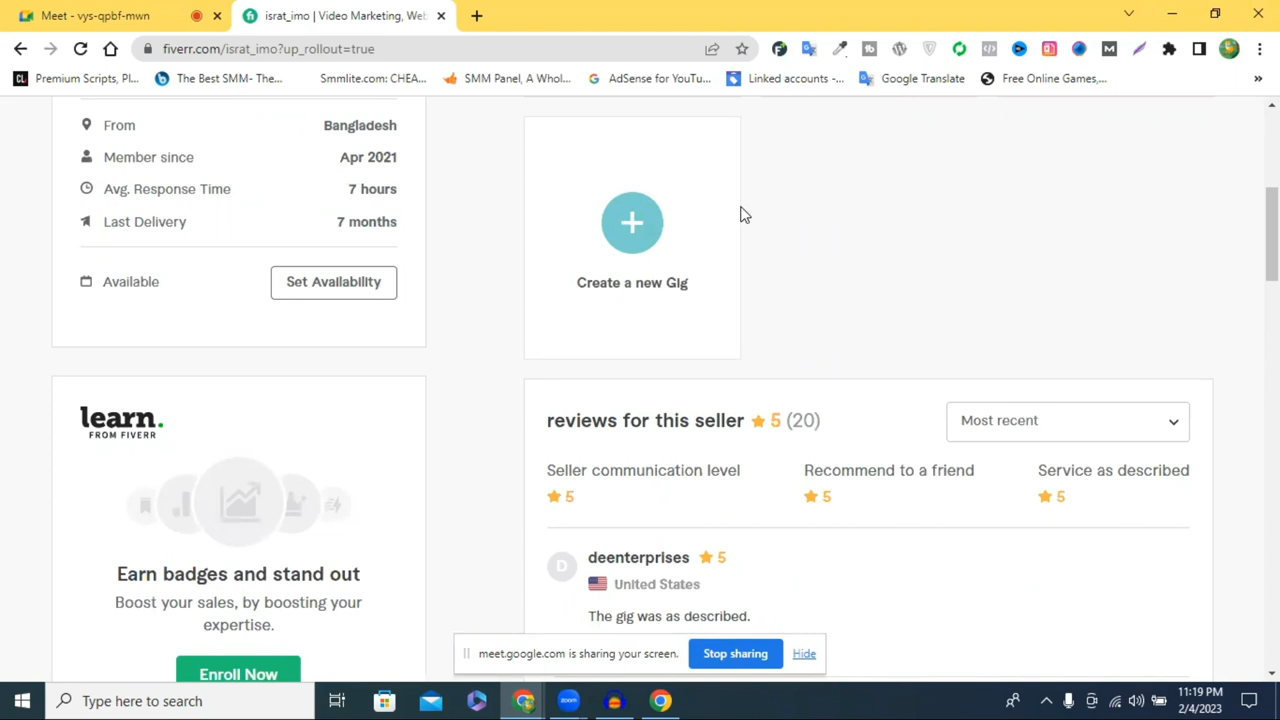 Meet - vys-qpbf-mwn
israt_imo | Video Marketing, Web
fiverr.com/israt_imo?up_rollout=true
Premium Scripts, Pl...
The Best SMM- The...
Smmlite.com: CHEA...
SMM Panel, A Whol...
AdSense for YouTu...
Linked accounts -...
Google Translate
Free Online Games,...
From
Bangladesh
Member since
Apr 2021
Avg. Response Time
7 hours
Last Delivery
7 months
Available
Set Availability
Create a new Gig
learn.
FROM FIVERR
Earn badges and stand out
Boost your sales, by boosting your
expertise.
Enroll Now
reviews for this seller 5 (20)
Most recent
Seller communication level
5
Recommend to a friend
5
Service as described
5
D
deenterprises 5
United States
The gig was as described.
meet.google.com is sharing your screen.
Stop sharing
Hide
Type here to search
11:19 PM
2/4/2023